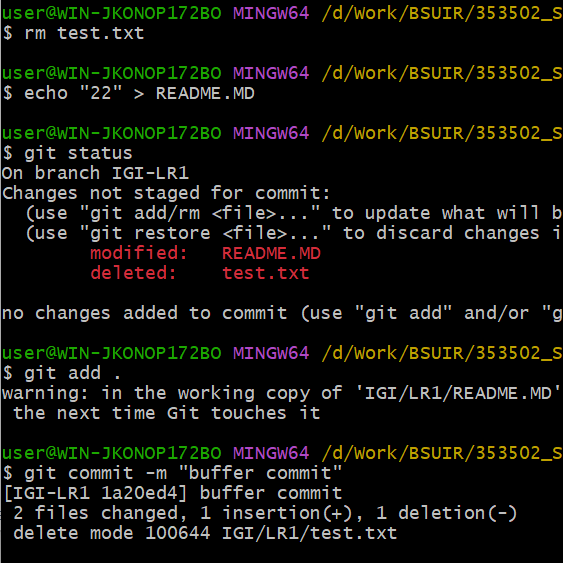 user@WIN-JKONOP172BO MINGW64 /d/Work/BSUIR/353502_S
$ rm test.txt
user@WIN-JKONOP172BO MINGW64 /d/Work/BSUIR/353502_S
$ echo "22" > README.MD
user@WIN-JKONOP172BO MINGW64 /d/Work/BSUIR/353502_S
$ git status
On branch IGI-LR1
Changes not staged for commit:
  (use "git add/rm <file>..." to update what will b
  (use "git restore <file>..." to discard changes i
        modified:   README.MD
        deleted:    test.txt
no changes added to commit (use "git add" and/or "g
user@WIN-JKONOP172BO MINGW64 /d/Work/BSUIR/353502_S
$ git add .
warning: in the working copy of 'IGI/LR1/README.MD'
 the next time Git touches it
user@WIN-JKONOP172BO MINGW64 /d/Work/BSUIR/353502_S
$ git commit -m "buffer commit"
[IGI-LR1 1a20ed4] buffer commit
 2 files changed, 1 insertion(+), 1 deletion(-)
 delete mode 100644 IGI/LR1/test.txt